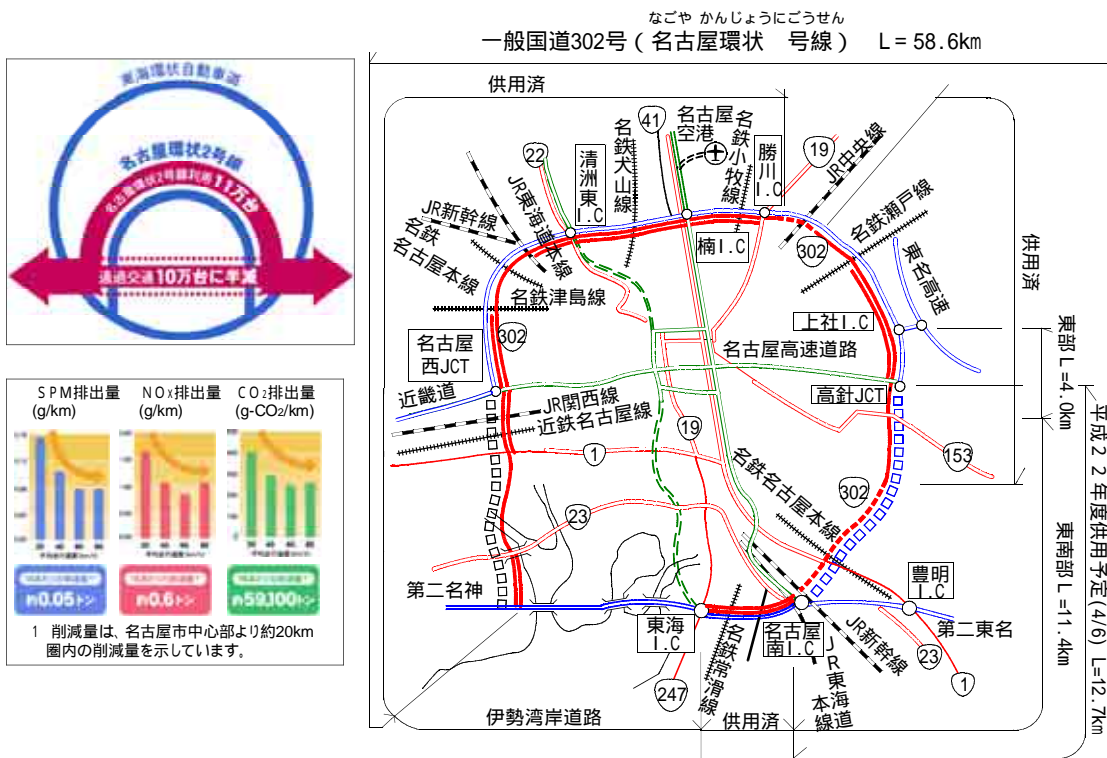 なごや かんじょうにごうせん
一般国道302号（名古屋環状　号線）　L=58.6km
東海環状自動車道
名古屋環状2号線
名古屋環状2号線利用11万台
通過交通10万台に半減
SPM排出量
(g/km)
NOx排出量
(g/km)
CO2排出量
(g-CO2/km)
20 40 60 80
20 40 60 80
20 40 60 80
約0.05トン
約0.6トン
約59,100トン
1　削減量は、名古屋市中心部より約20km
圏内の削減量を示しています。
供用済
41
名古屋
空港
名鉄小牧線
勝川
I.C
19
JR中央線
22
清洲東
I.C
名鉄犬山線
JR東海道本線
JR新幹線
名鉄
名古屋本線
名鉄津島線
楠I.C
302
名鉄瀬戸線
東名高速
供用済
上社I.C
名古屋
西JCT
302
名古屋高速道路
高針JCT
東部L=4.0km
近畿道
JR関西線
近鉄名古屋線
19
1
153
名鉄名古屋本線
302
23
平成22年度供用予定(4/6) L=12.7km
東南部L=11.4km
第二名神
豊明
I.C
東海
I.C
名古屋
南I.C
JR新幹線
第二東名
23
1
247
名鉄常滑線
JR東海道
本線
伊勢湾岸道路
供用済